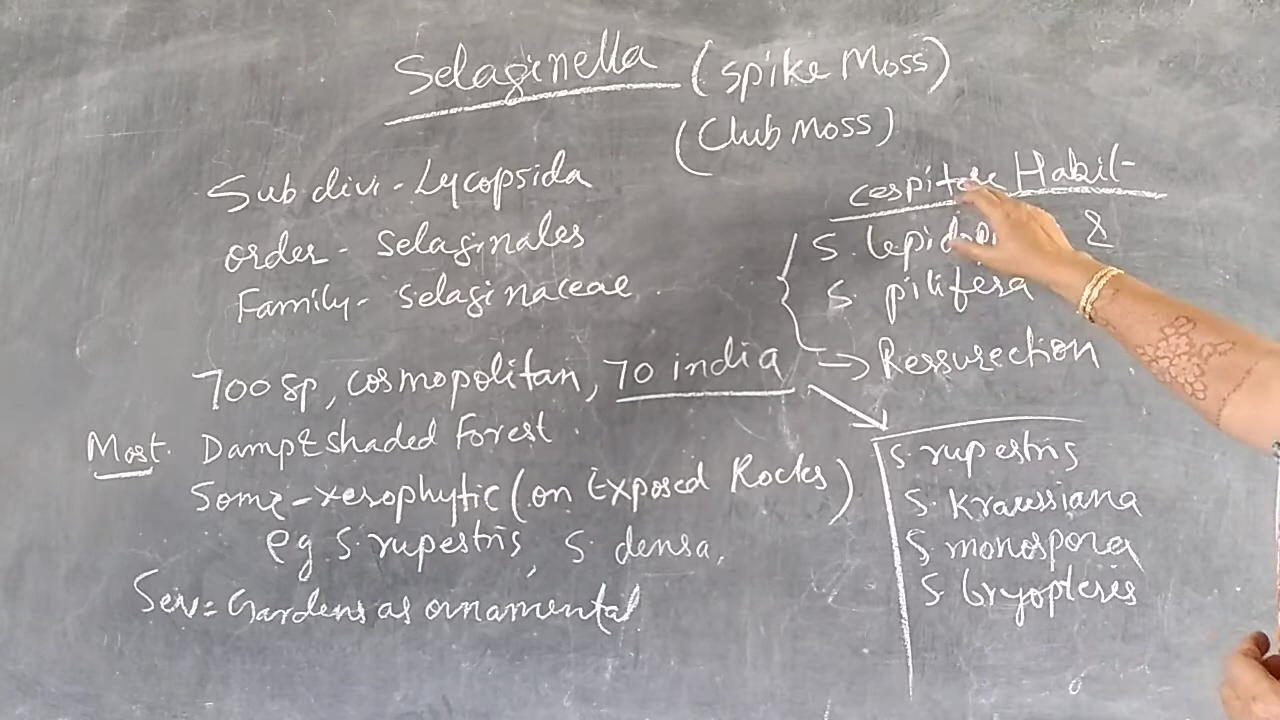 Selaginella (Spike Moss)
(Club Moss)
Sub divi - Lycopsida
order - Selaginales
Family - Selaginaceae
700 sp, cosmopolitan, 70 india
Most Damp & shaded Forest.
Some - xerophytic (on Exposed Rocks)
eg S. rupestris, S. densa,
Sev = Gardens as ornamental
Habit
S. &
S. pilifera
→ Ressurection
S. rupestris
S. Kraussiana
S. monospora
S. bryopteris